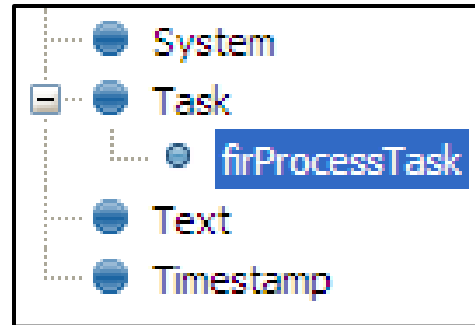 System
Task
firProcessTask
Text
Timestamp